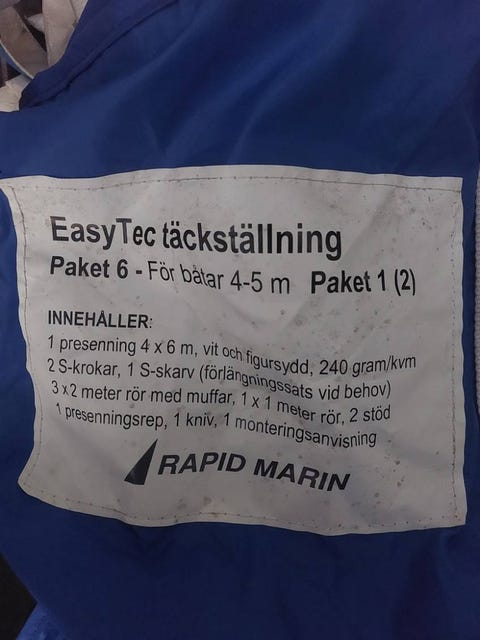 EasyTec täckställning
Paket 6 - För båtar 4-5 m Paket 1 (2)
INNEHÅLLER:
1 presenning 4 x 6 m, vit och figursydd, 240 gram/kvm
2 S-krokar, 1 S-skarv (förlängningssats vid behov)
3 x 2 meter rör med muffar, 1 x 1 meter rör, 2 stöd
1 presenningsrep, 1 kniv, 1 monteringsanvisning
RAPID MARIN